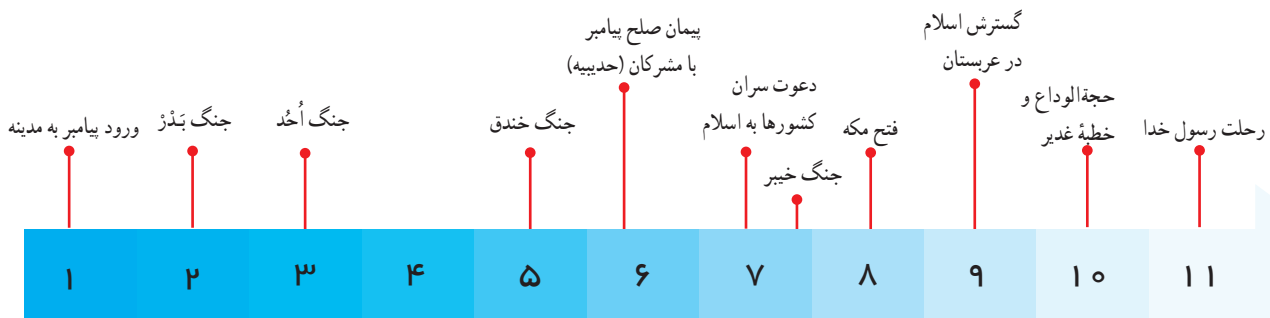 ورود پیامبر به مدینه
جنگ بَدْرْ
جنگ اُحُد
جنگ خندق
پیمان صلح پیامبر
با مشرکان (حدیبیه)
دعوت سران
کشورها به اسلام
جنگ خیبر
فتح مکه
گسترش اسلام
در عربستان
حجةالوداع و
خطبهٔ غدیر
رحلت رسول خدا
۱ ۲ ۳ ۴ ۵ ۶ ۷ ۸ ۹ ۱۰ ۱۱